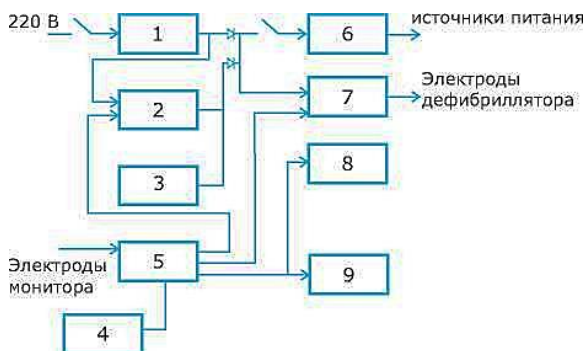 220 В
1
6
источники питания
2
7
Электроды
дефибриллятора
3
8
Электроды
монитора
5
9
4